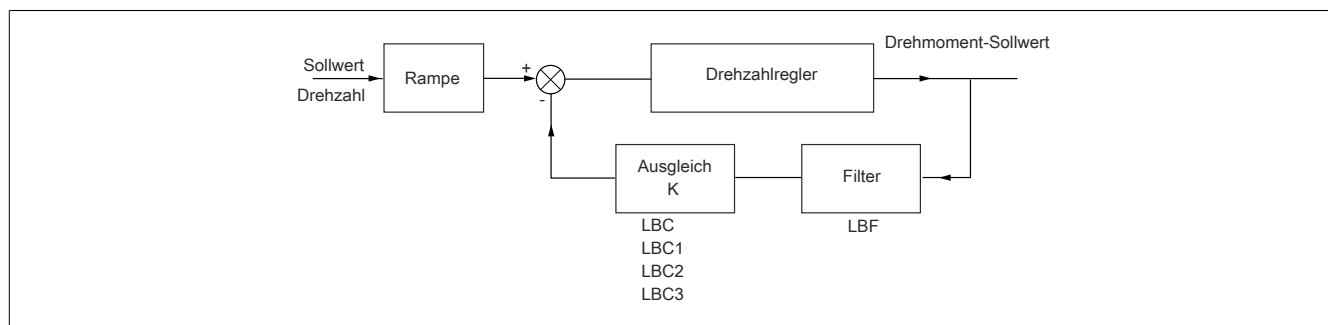 Sollwert
Drehzahl
Rampe
+
-
Drehzahlregler
Drehmoment-Sollwert
Ausgleich
K
Filter
LBC
LBC1
LBC2
LBC3
LBF